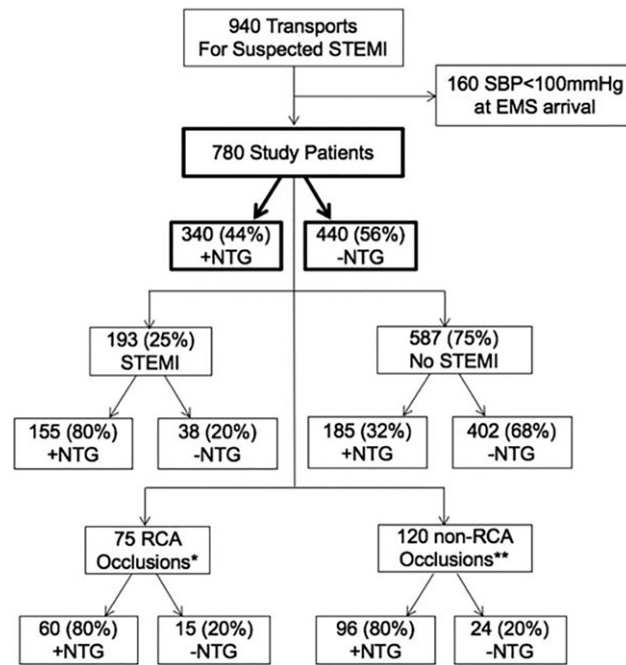 940 Transports
For Suspected STEMI
160 SBP<100mmHg
at EMS arrival
780 Study Patients
340 (44%)
+NTG
440 (56%)
-NTG
193 (25%)
STEMI
587 (75%)
No STEMI
155 (80%)
+NTG
38 (20%)
-NTG
185 (32%)
+NTG
402 (68%)
-NTG
75 RCA
Occlusions*
120 non-RCA
Occlusions**
60 (80%)
+NTG
15 (20%)
-NTG
96 (80%)
+NTG
24 (20%)
-NTG